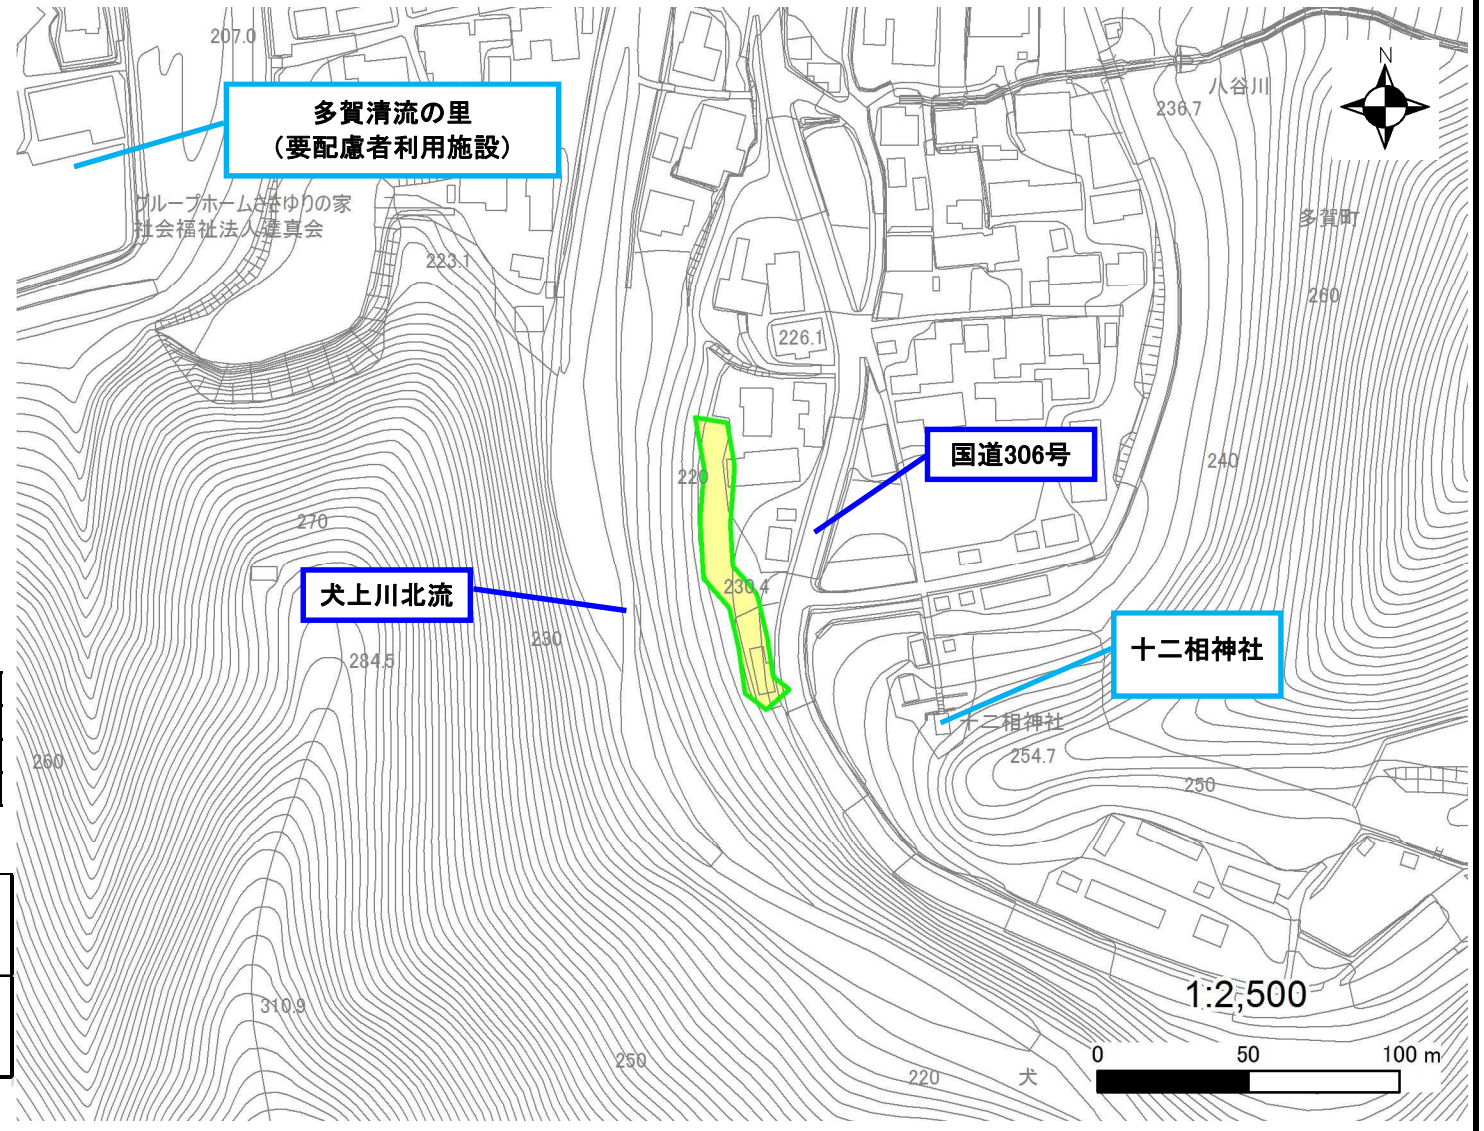 207.0
多賀清流の里
(要配慮者利用施設)
グループホームささゆりの家
社会福祉法人達真会
223.1
N
八谷川
236.7
多賀町
260
226.1
国道306号
240
220
270
230.4
犬上川北流
230
284.5
十二相神社
十二相神社
254.7
250
260
310.9
250
220
犬
1:2,500
0
50
100 m